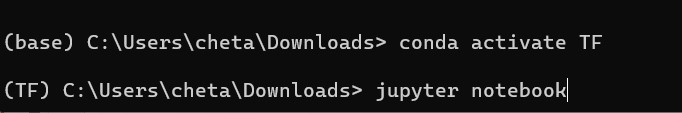 (base) C:\Users\cheta\Downloads> conda activate TF
(TF) C:\Users\cheta\Downloads> jupyter notebook